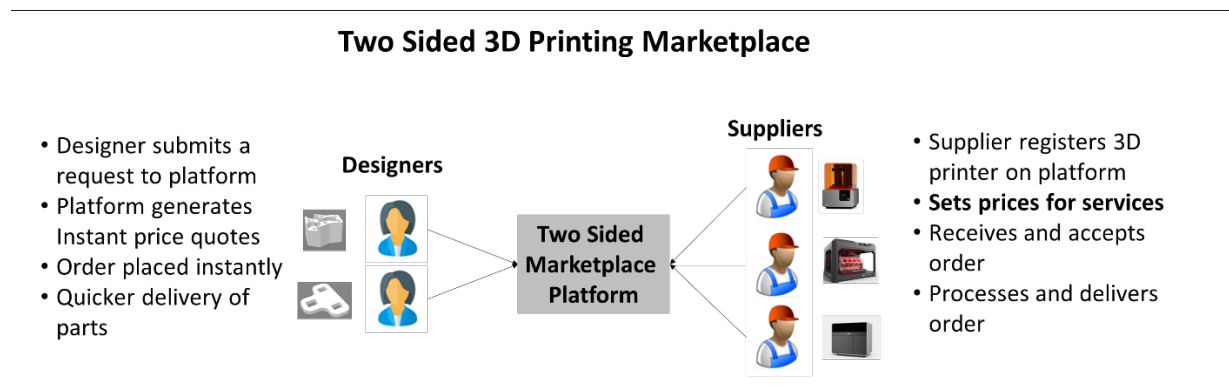 Two Sided 3D Printing Marketplace
• Designer submits a
request to platform
• Platform generates
Instant price quotes
• Order placed instantly
• Quicker delivery of
parts
Designers
Two Sided
Marketplace
Platform
Suppliers
• Supplier registers 3D
printer on platform
• Sets prices for services
• Receives and accepts
order
• Processes and delivers
order